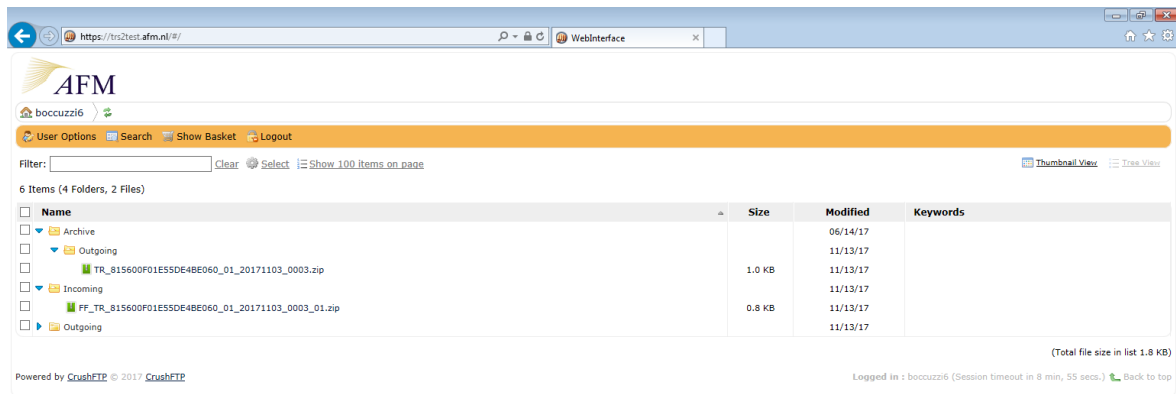 https://trs2test.afm.nl/#/
WebInterface
AFM
boccuzzi6
User Options Search Show Basket Logout
Filter: Clear Select Show 100 items on page Thumbnail View Tree View
6 Items (4 Folders, 2 Files)
Name Size Modified Keywords
Archive 06/14/17
Outgoing 11/13/17
TR_815600F01E55DE4BE060_01_20171103_0003.zip 1.0 KB 11/13/17
Incoming 11/13/17
FF_TR_815600F01E55DE4BE060_01_20171103_0003_01.zip 0.8 KB 11/13/17
Outgoing 11/13/17
(Total file size in list 1.8 KB)
Powered by CrushFTP © 2017 CrushFTP Logged in : boccuzzi6 (Session timeout in 8 min, 55 secs.) Back to top